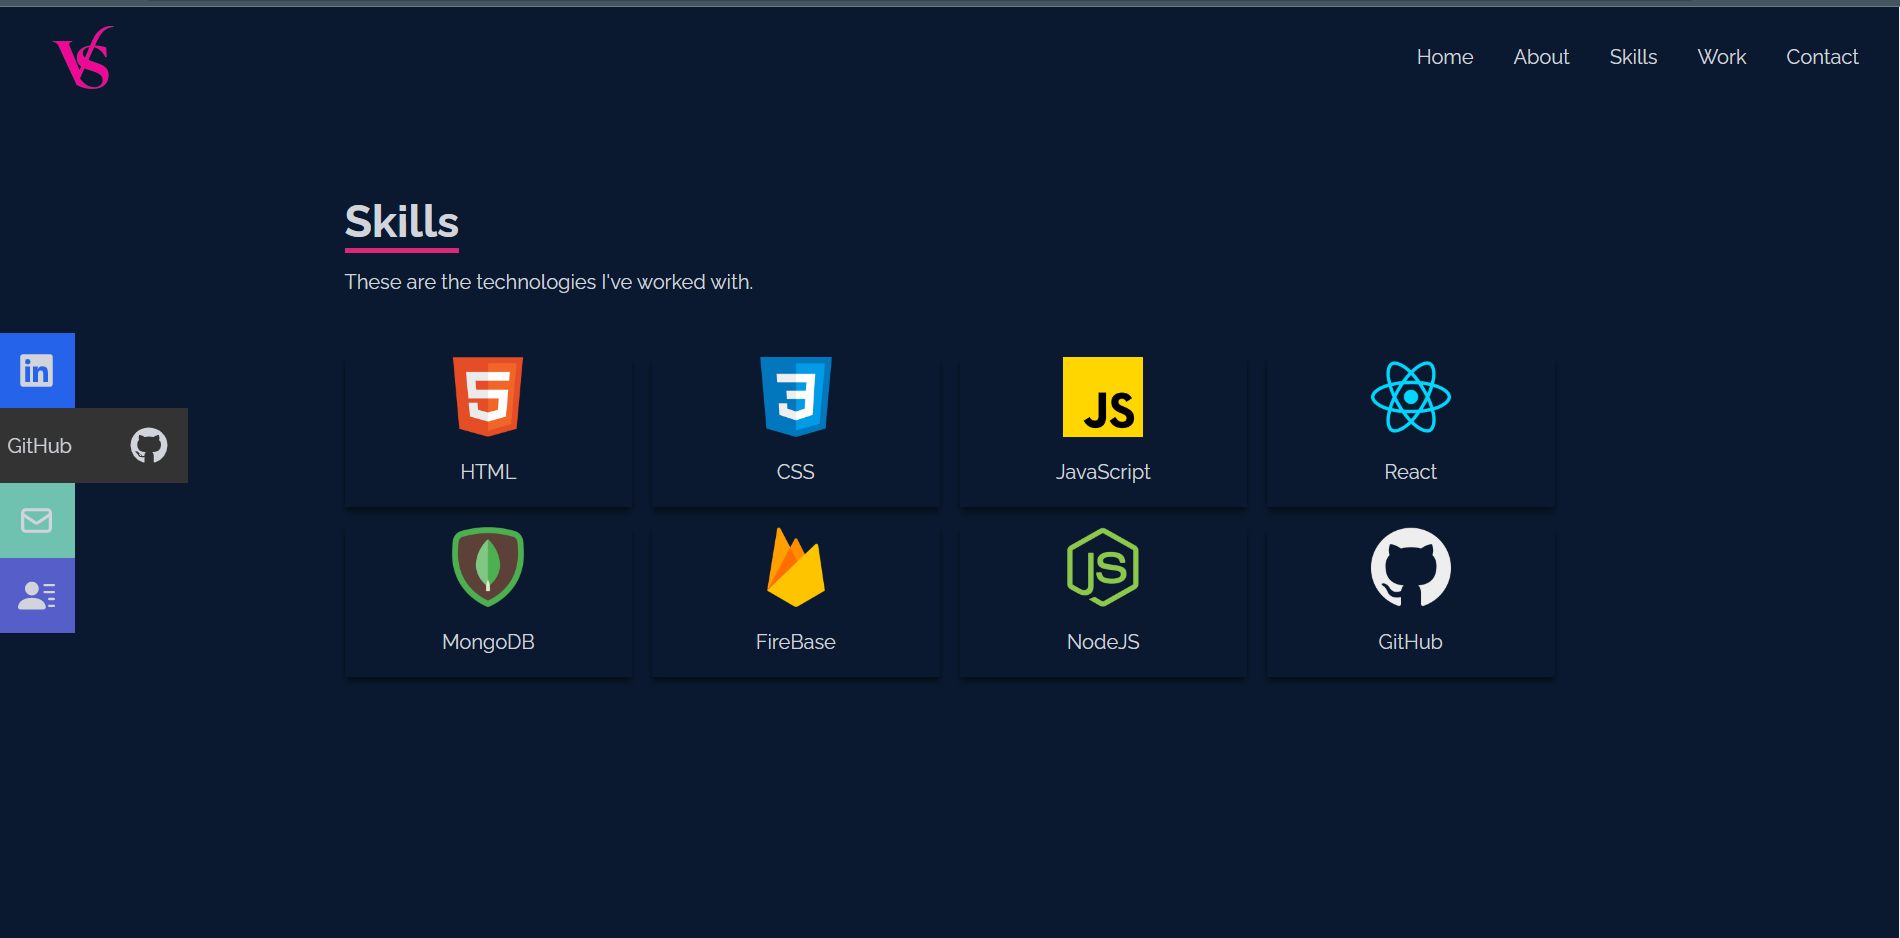 VS
Home About Skills Work Contact
Skills
These are the technologies I've worked with.
in
GitHub
5
3
JS
HTML
CSS
JavaScript
React
JS
MongoDB
FireBase
NodeJS
GitHub